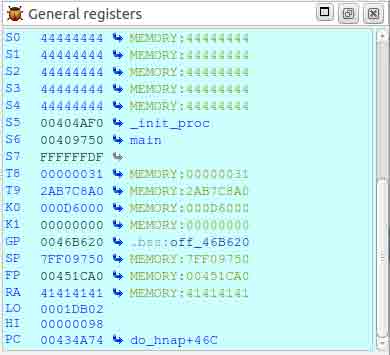 General registers
S0 44444444 MEMORY:44444444
S1 44444444 MEMORY:44444444
S2 44444444 MEMORY:44444444
S3 44444444 MEMORY:44444444
S4 44444444 MEMORY:44444444
S5 00404AF0 _init_proc
S6 00409750 main
S7 FFFFFFDF
T8 00000031 MEMORY:00000031
T9 2AB7C8A0 MEMORY:2AB7C8A0
K0 000D6000 MEMORY:000D6000
K1 00000000 MEMORY:00000000
GP 0046B620 .bss:off_46B620
SP 7FF09750 MEMORY:7FF09750
FP 00451CA0 MEMORY:00451CA0
RA 41414141 MEMORY:41414141
LO 0001DB02
HI 00000098
PC 00434A74 do_hnap+46C